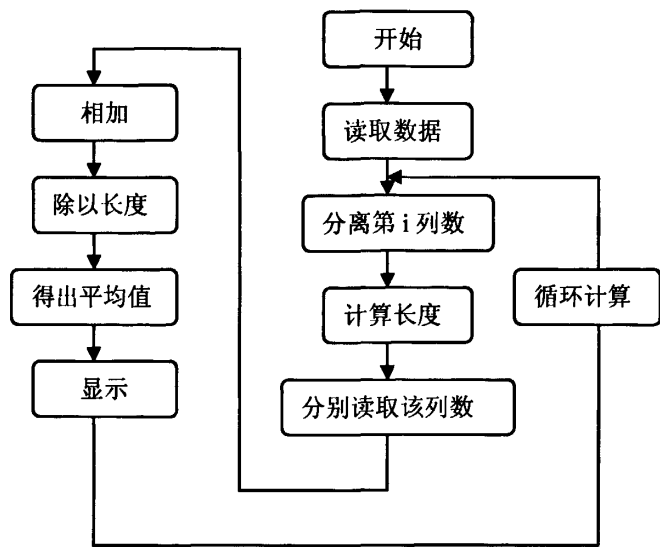 开始
读取数据
分离第 i 列数
计算长度
分别读取该列数
相加
除以长度
得出平均值
显示
循环计算